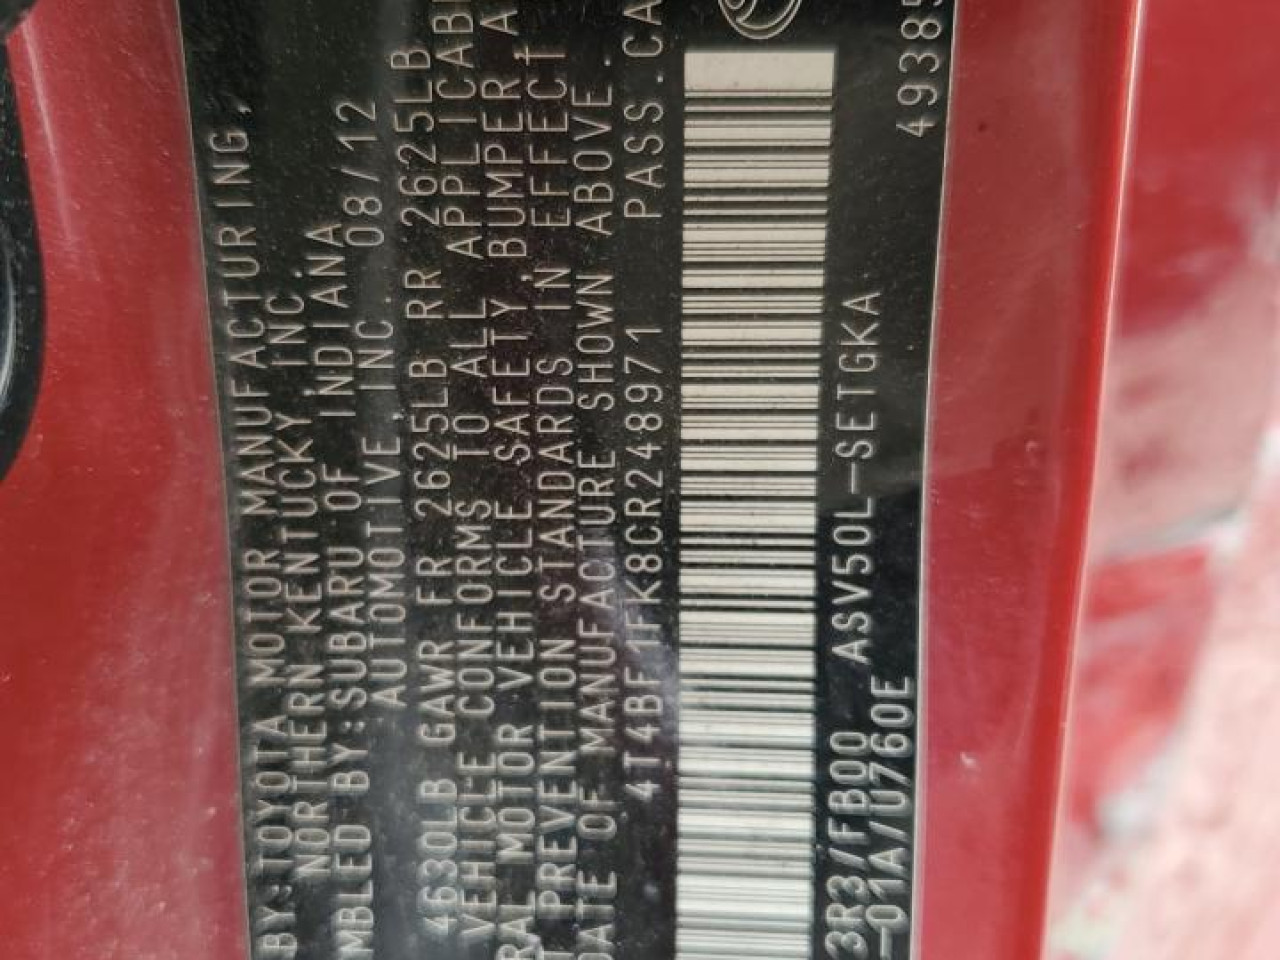 BY:TOYOTA MOTOR MANUFACTURING,
NORTHERN KENTUCKY,INC.
MBLED BY:SUBARU OF INDIANA
AUTOMOTIVE,INC. 08/12
4630LB GAWR FR 2625LB RR 2625LB
VEHICLE CONFORMS TO ALL APPLICAB
RAL MOTOR VEHICLE SAFETY, BUMPER, A
T PREVENTION STANDARDS IN EFFECT
DATE OF MANUFACTURE SHOWN ABOVE.
4T4BF1FK8CR248971 PASS.CA
3R3/FB00 ASV50L-SETGKA
-01A/U760E 49385